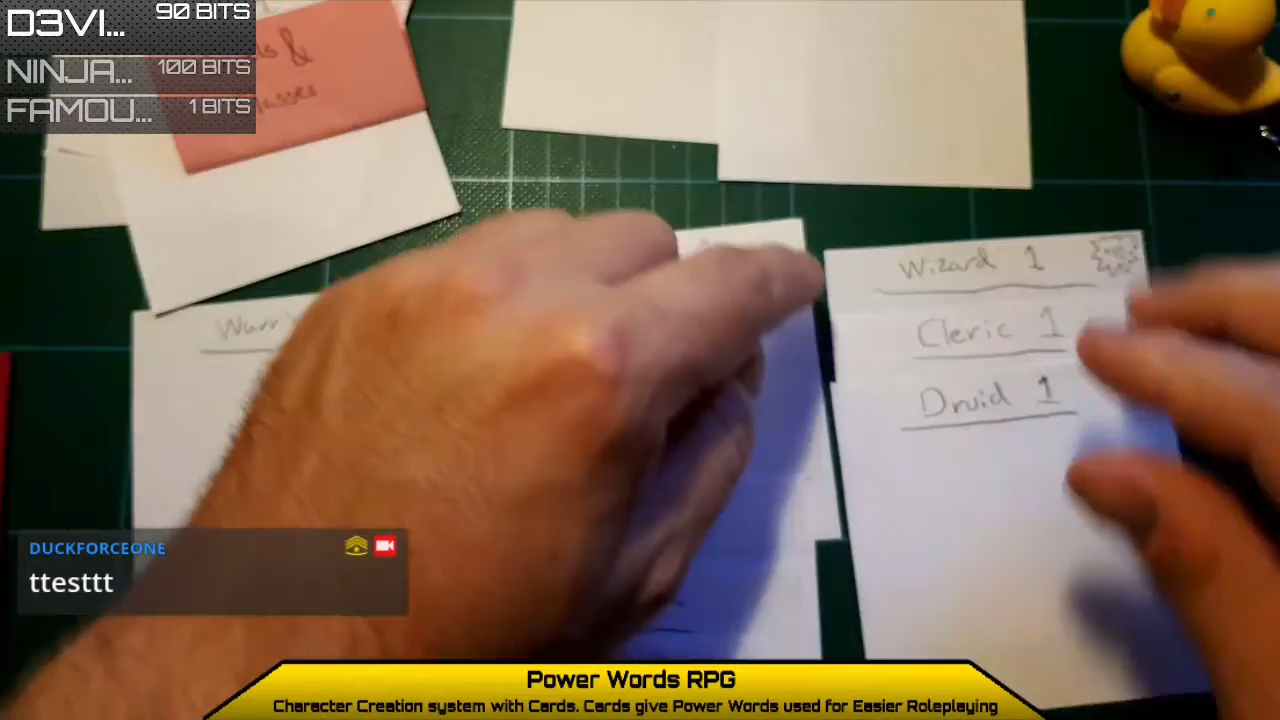 D3VI... 90 BITS
NINJA... 100 BITS
FAMOU... 1 BITS
&
Wizard 1
Cleric 1
Druid 1
DUCKFORCEONE
ttesttt
Power Words RPG
Character Creation system with Cards. Cards give Power Words used for Easier Roleplaying